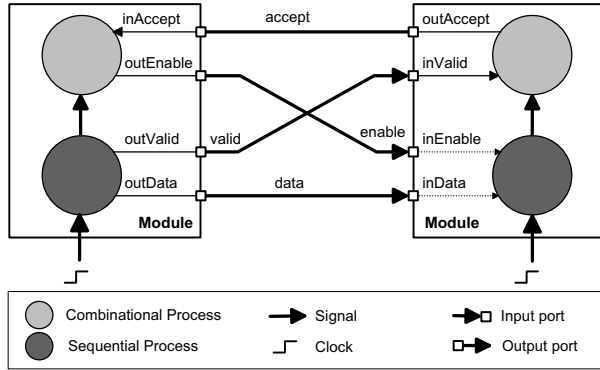 inAccept accept outAccept
outEnable inValid
outValid valid enable inEnable
outData data inData
Module Module
Combinational Process Signal Input port
Sequential Process Clock Output port